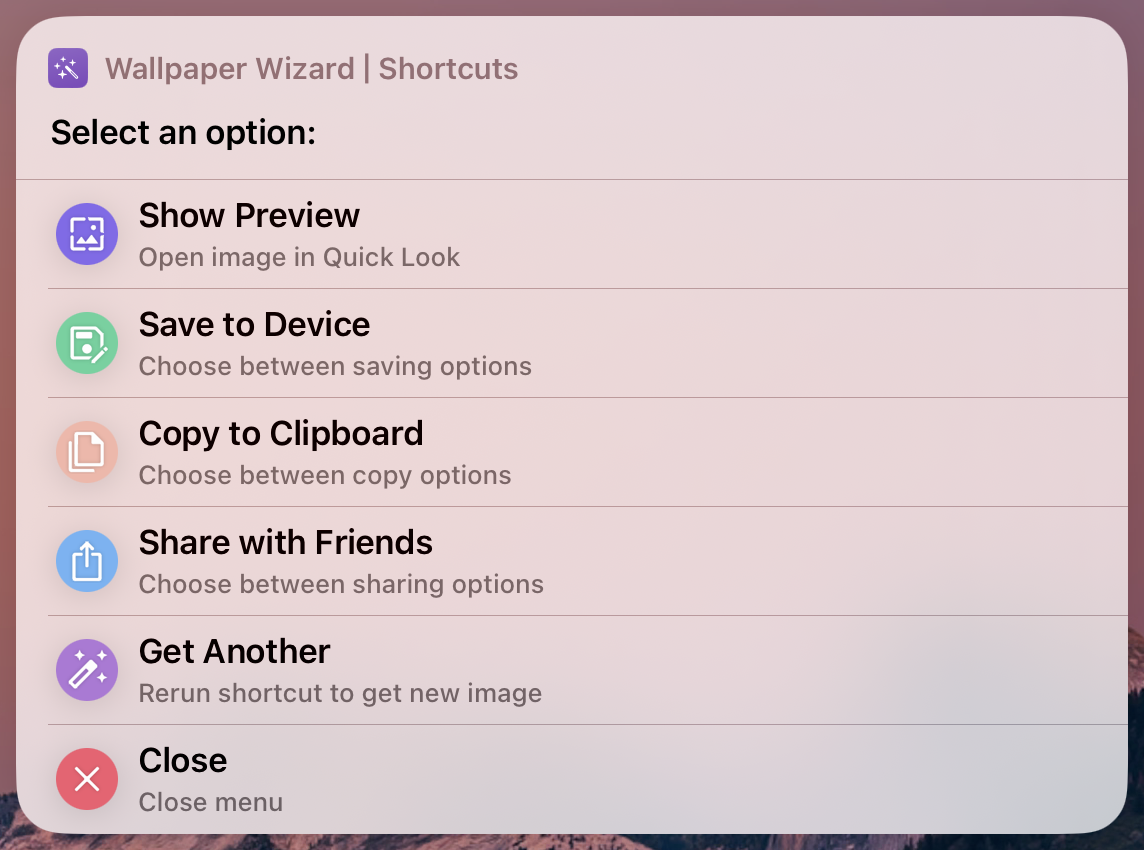 Wallpaper Wizard | Shortcuts
Select an option:
Show Preview
Open image in Quick Look
Save to Device
Choose between saving options
Copy to Clipboard
Choose between copy options
Share with Friends
Choose between sharing options
Get Another
Rerun shortcut to get new image
Close
Close menu